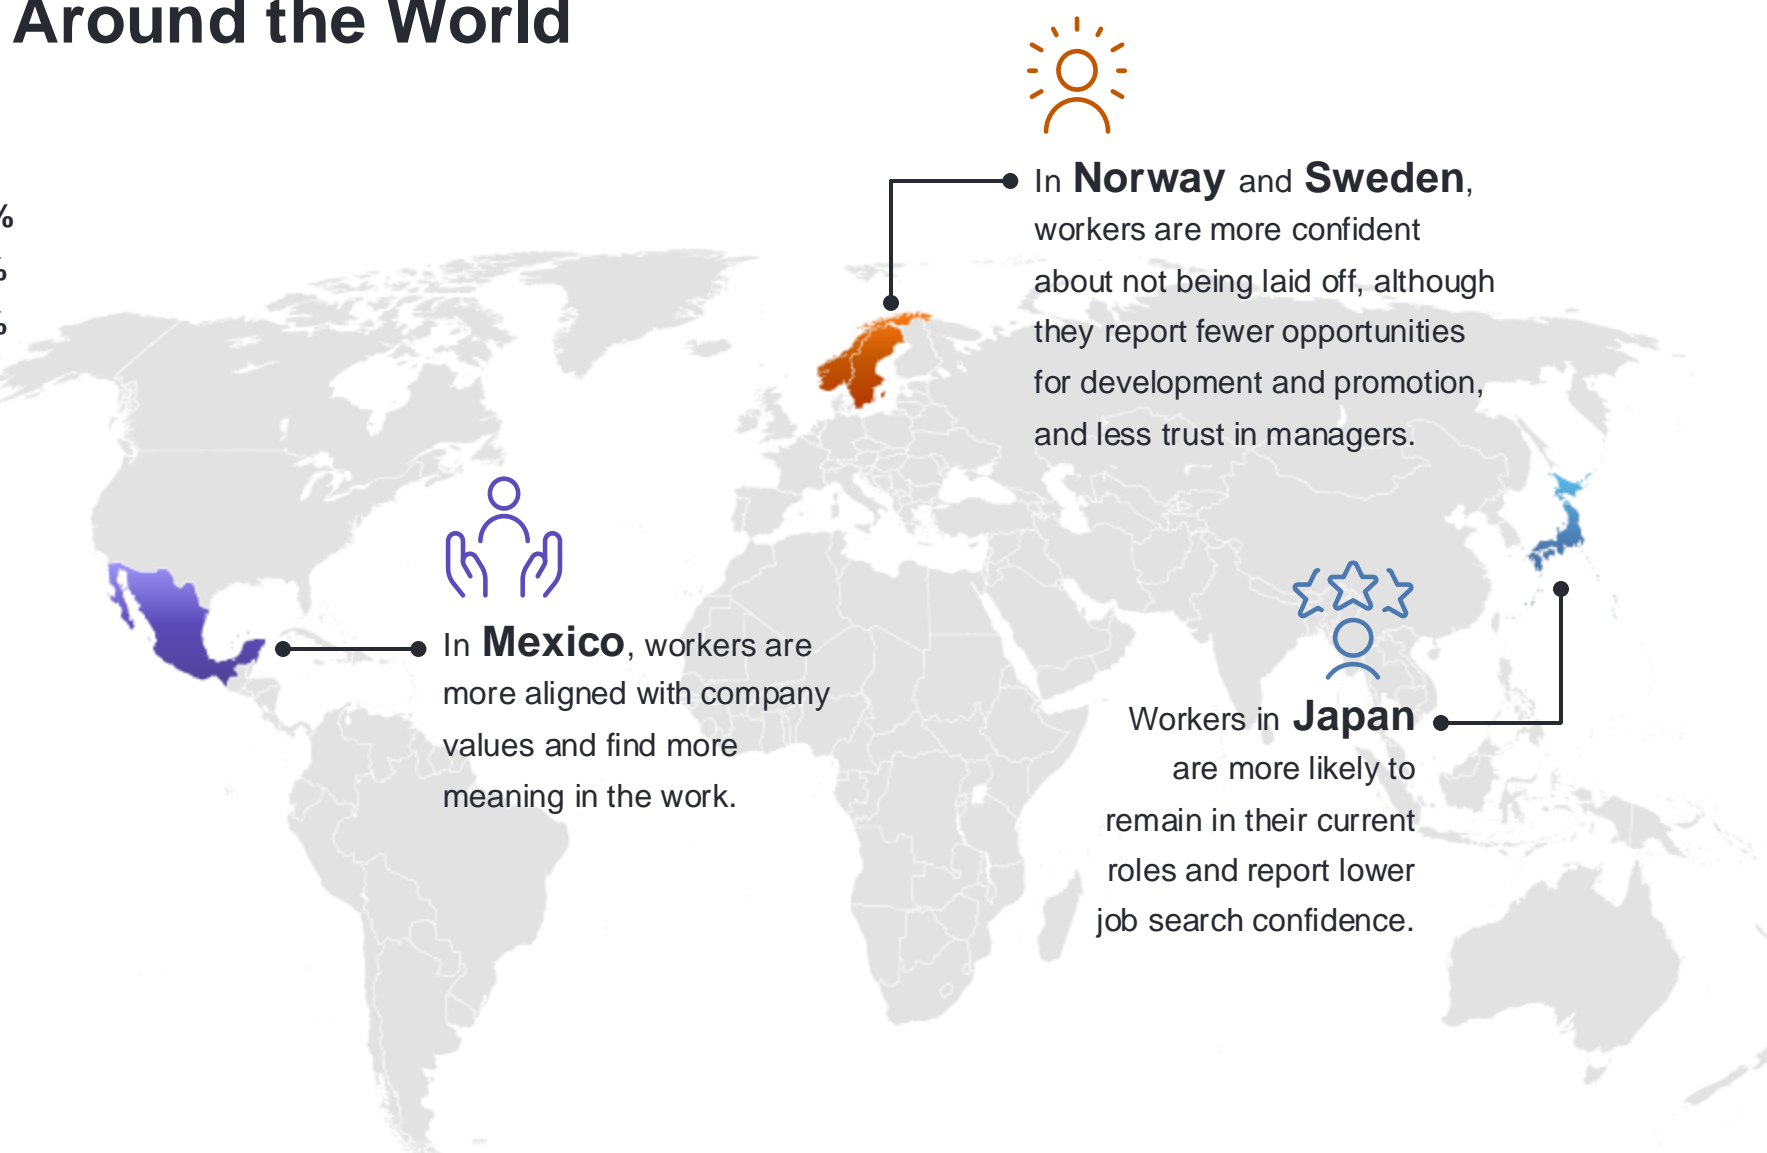 Around the World
%
%
%
In Norway and Sweden,
workers are more confident
about not being laid off, although
they report fewer opportunities
for development and promotion,
and less trust in managers.
In Mexico, workers are
more aligned with company
values and find more
meaning in the work.
Workers in Japan
are more likely to
remain in their current
roles and report lower
job search confidence.